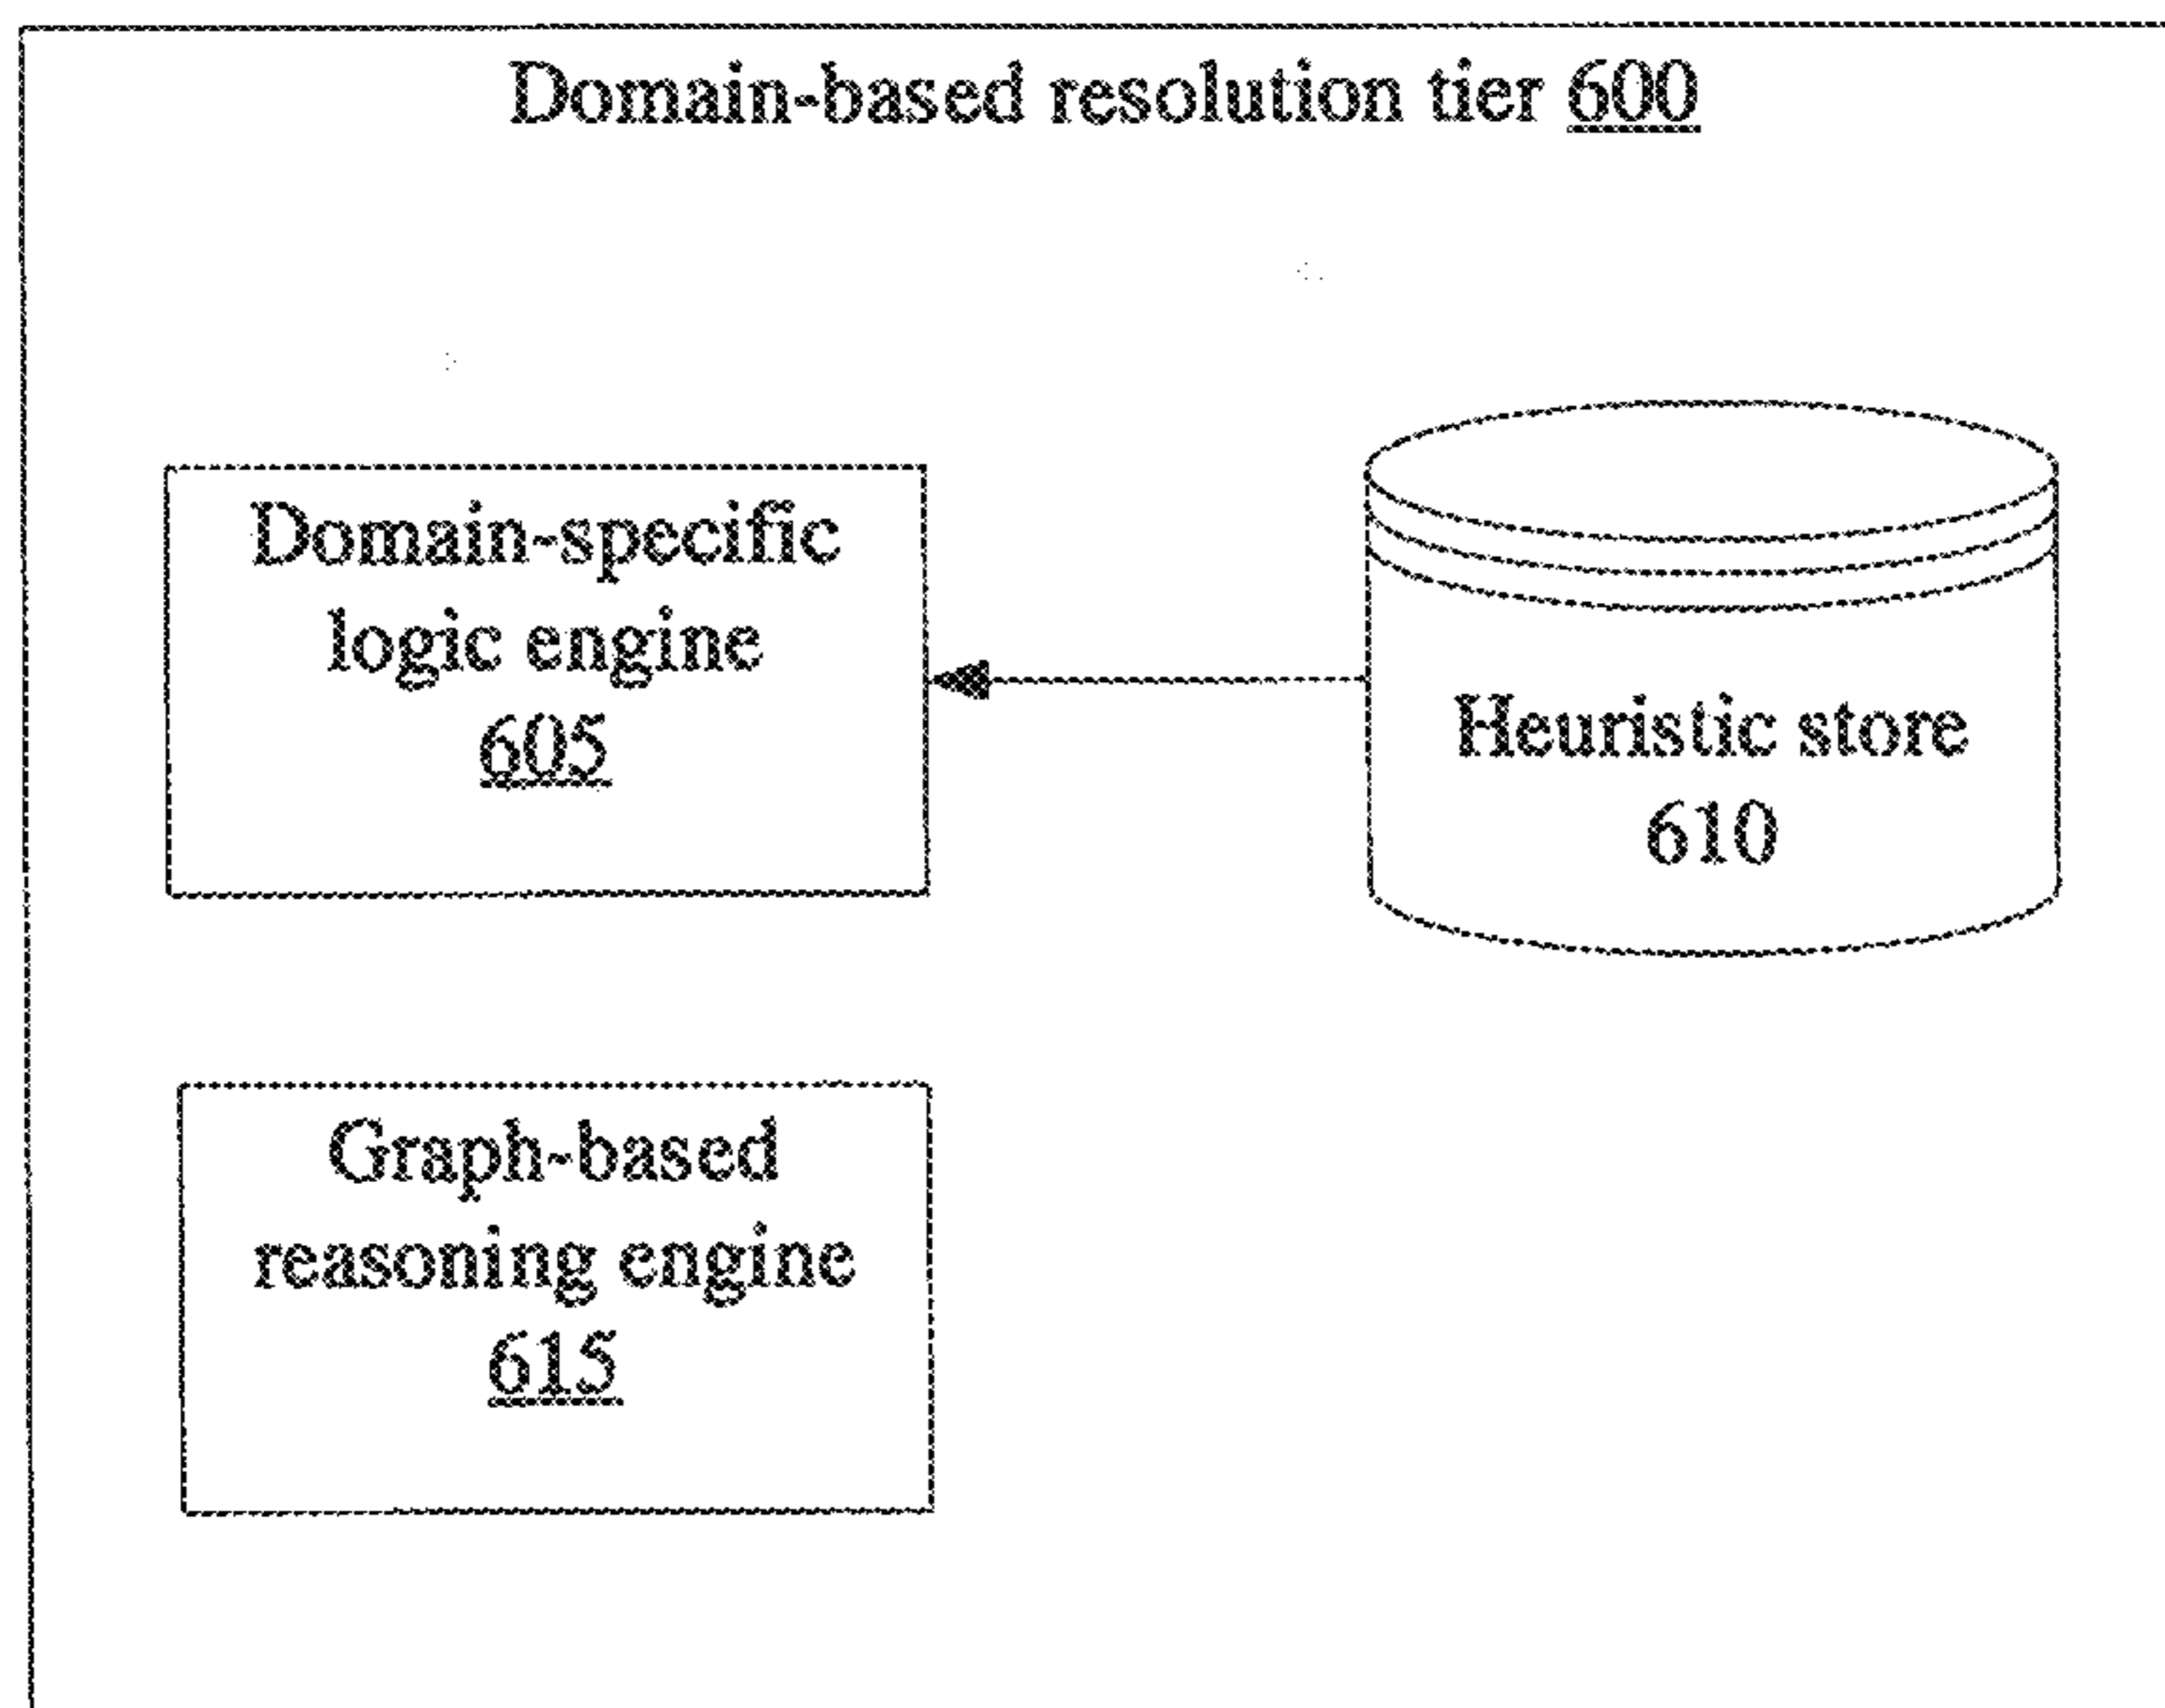 Domain-based resolution tier 600
Domain-specific
logic engine
605
Heuristic store
610
Graph-based
reasoning engine
615